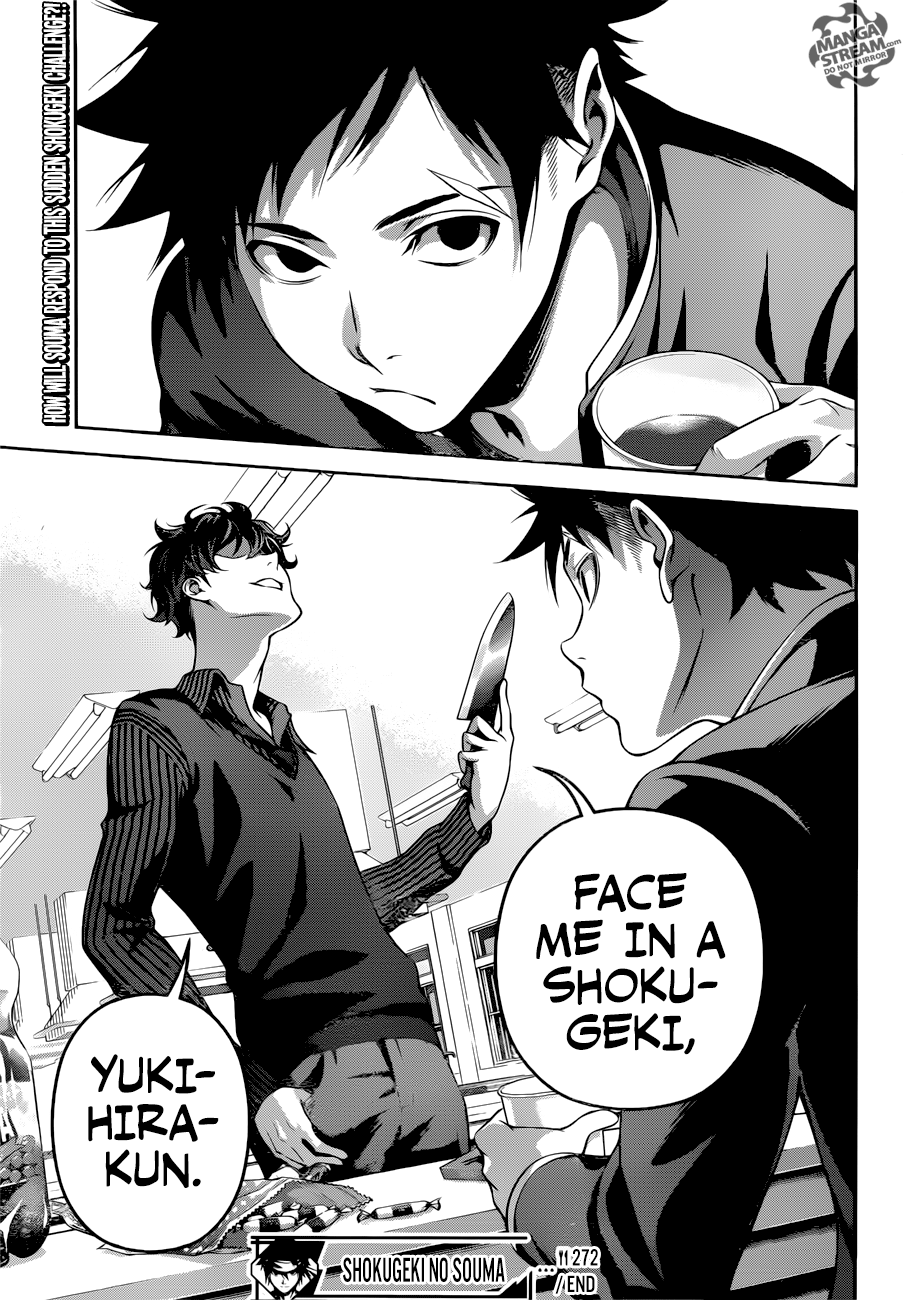 MANGA
STREAM.com
DO NOT MIRROR
HOW WILL SOUMA RESPOND TO THIS SUDDEN SHOKUGEKI CHALLENGE?!
FACE
ME IN A
SHOKU-
GEKI,
YUKI-
HIRA-
KUN.
SHOKUGEKI NO SOUMA
... 272
/ END